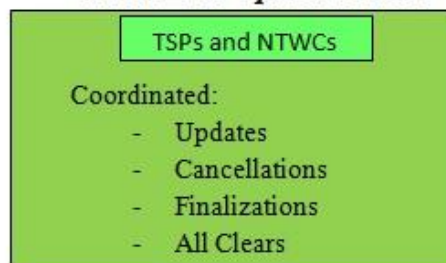 TSPs and NTWCs
Coordinated:
- Updates
- Cancellations
- Finalizations
- All Clears